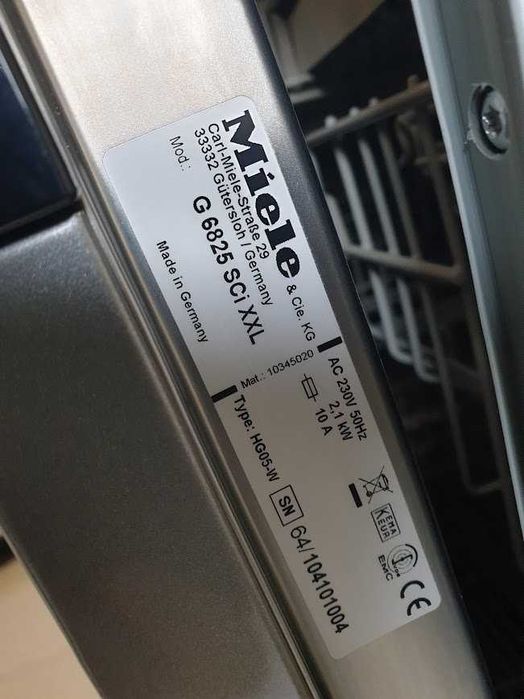 Miele & Cie. KG
Carl-Miele-Straße 29
33332 Gütersloh / Germany
Mod.: G 6825 SCi XXL
Made in Germany
Mat.: 10345020
AC 230V 50Hz
2,1 kW
10 A
Type: HG05-W
SN 64/104101004
KEMA
KEUR
EMC
CE